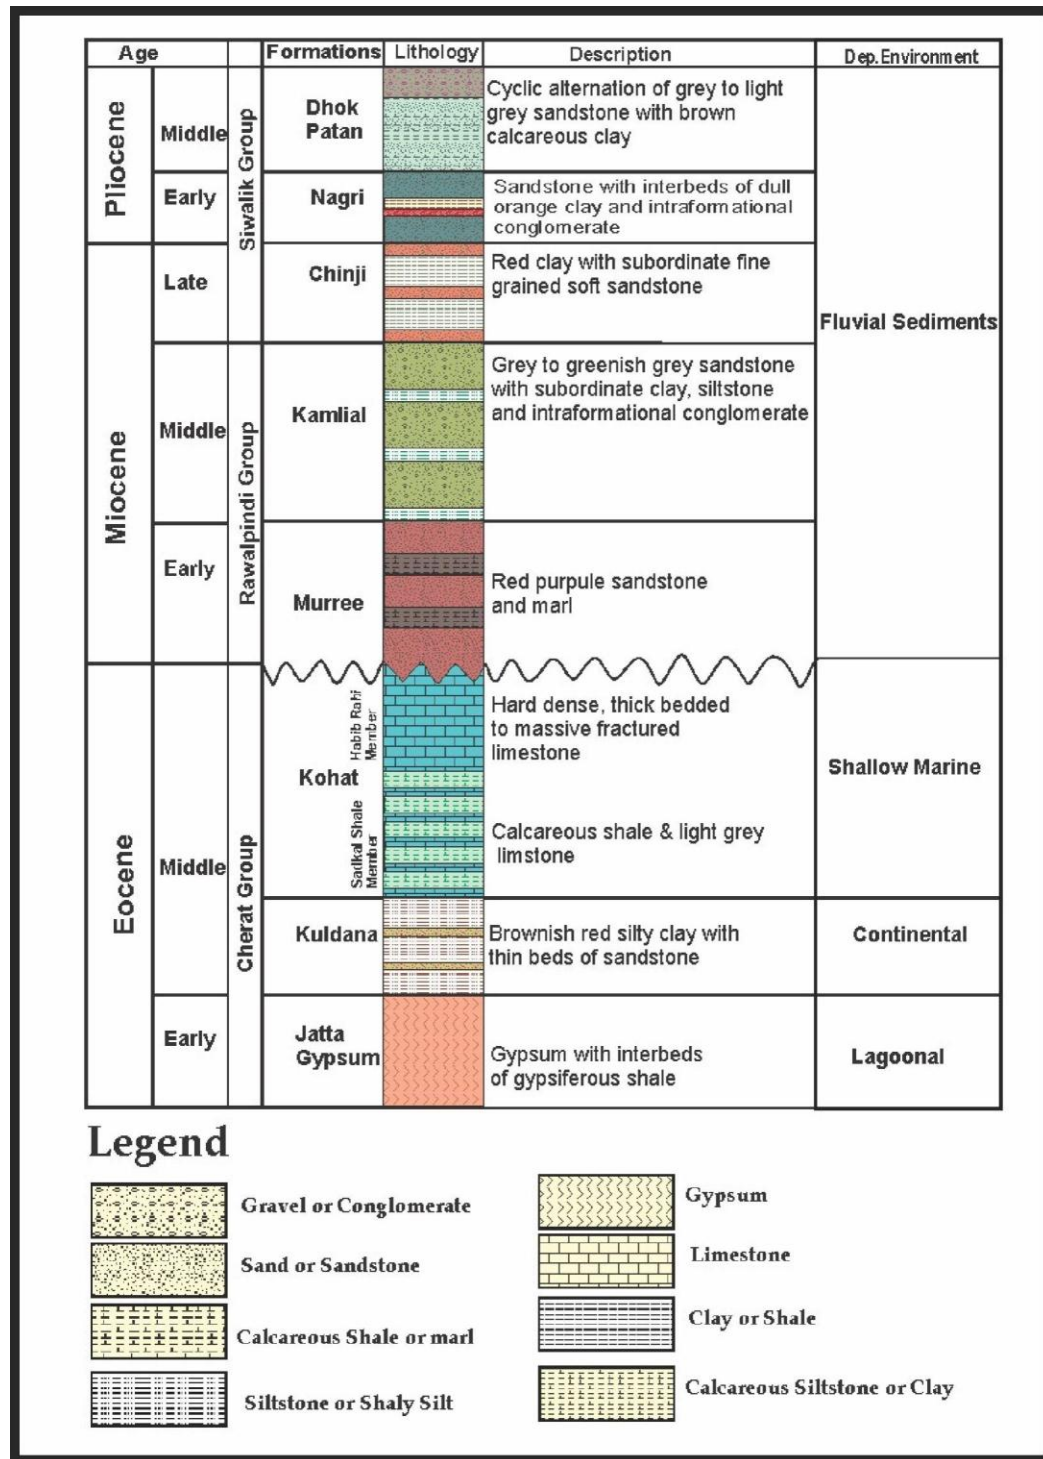 Age
Formations
Lithology
Description
Dep.Environment
Pliocene
Middle
Siwalik Group
Dhok
Patan
Cyclic alternation of grey to light
grey sandstone with brown
calcareous clay
Early
Nagri
Sandstone with interbeds of dull
orange clay and intraformational
conglomerate
Miocene
Late
Chinji
Red clay with subordinate fine
grained soft sandstone
Fluvial Sediments
Middle
Rawalpindi Group
Kamlial
Grey to greenish grey sandstone
with subordinate clay, siltstone
and intraformational conglomerate
Early
Murree
Red purpule sandstone
and marl
Eocene
Middle
Cherat Group
Kohat
Habib Rahi
Member
Hard dense, thick bedded
to massive fractured
limestone
Shallow Marine
Sadkal Shale
Member
Calcareous shale & light grey
limstone
Kuldana
Brownish red silty clay with
thin beds of sandstone
Continental
Early
Jatta
Gypsum
Gypsum with interbeds
of gypsiferous shale
Lagoonal
Legend
Gravel or Conglomerate
Sand or Sandstone
Calcareous Shale or marl
Siltstone or Shaly Silt
Gypsum
Limestone
Clay or Shale
Calcareous Siltstone or Clay